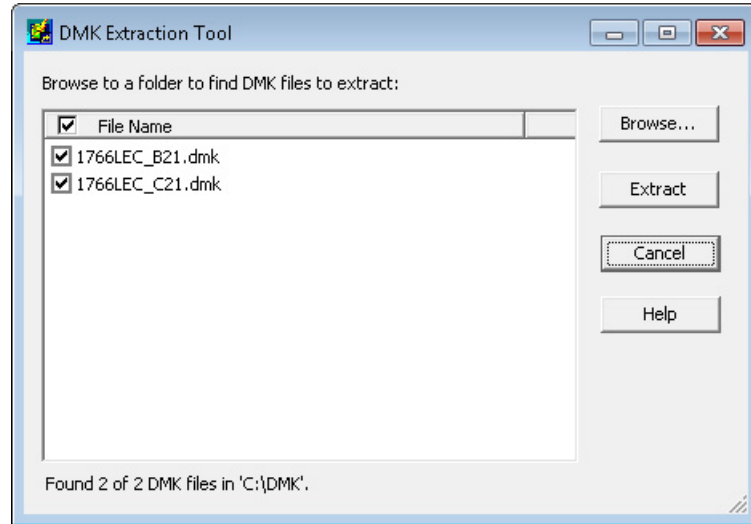 DMK Extraction Tool
Browse to a folder to find DMK files to extract:
File Name
Browse...
1766LEC_B21.dmk
1766LEC_C21.dmk
Extract
Cancel
Help
Found 2 of 2 DMK files in 'C:\DMK'.